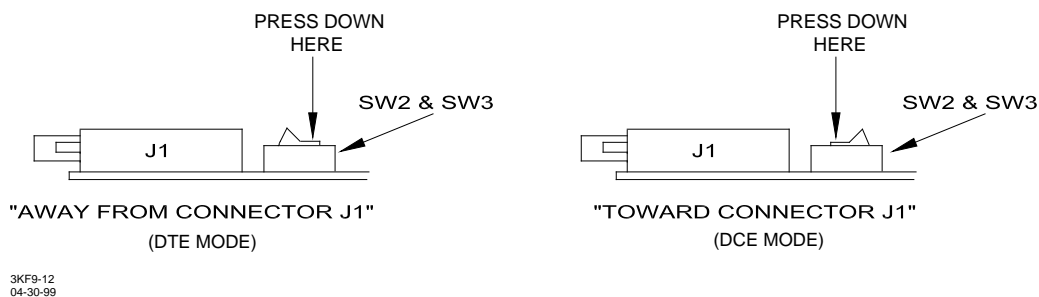 PRESS DOWN
HERE
SW2 & SW3
J1
"AWAY FROM CONNECTOR J1"
(DTE MODE)
PRESS DOWN
HERE
SW2 & SW3
J1
"TOWARD CONNECTOR J1"
(DCE MODE)
3KF9-12
04-30-99